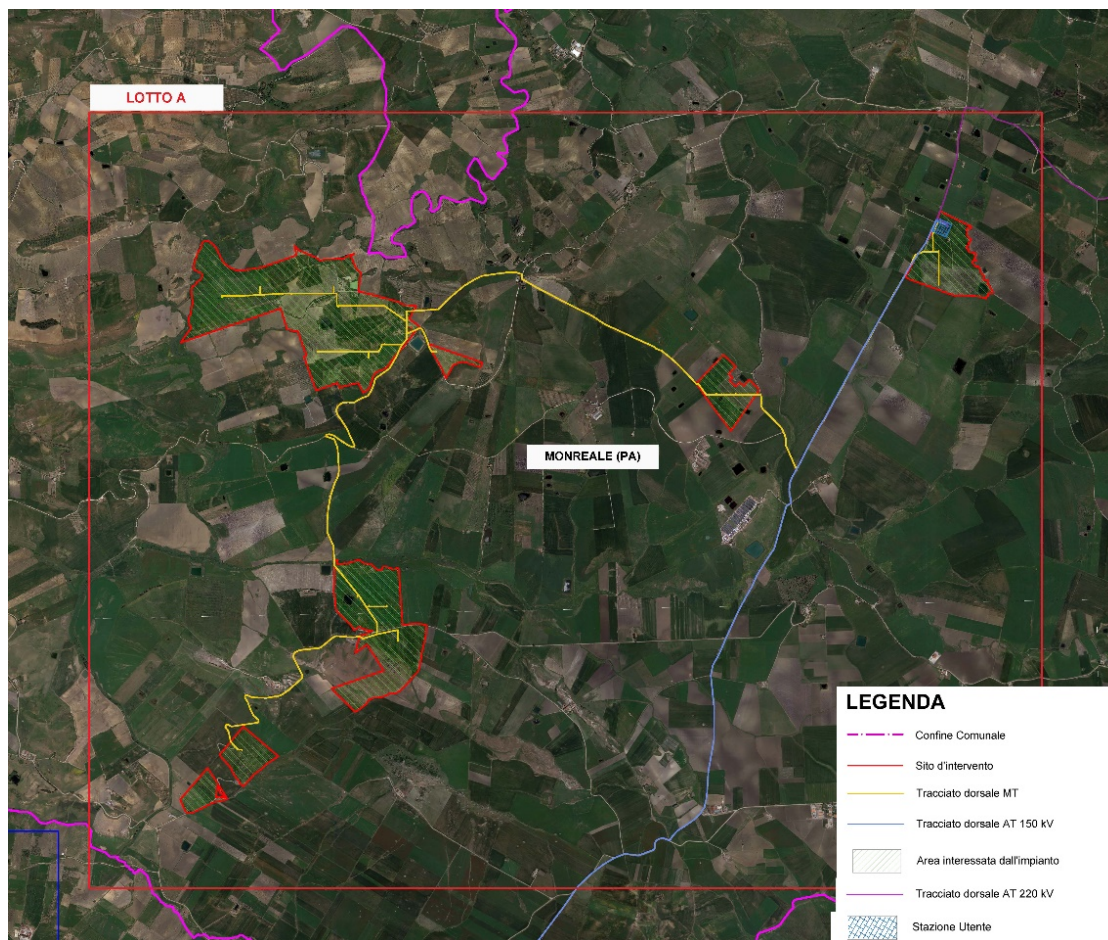 LOTTO A
MONREALE (PA)
LEGENDA
Confine Comunale
Sito d'intervento
Tracciato dorsale MT
Tracciato dorsale AT 150 kV
Area interessata dall'impianto
Tracciato dorsale AT 220 kV
Stazione Utente